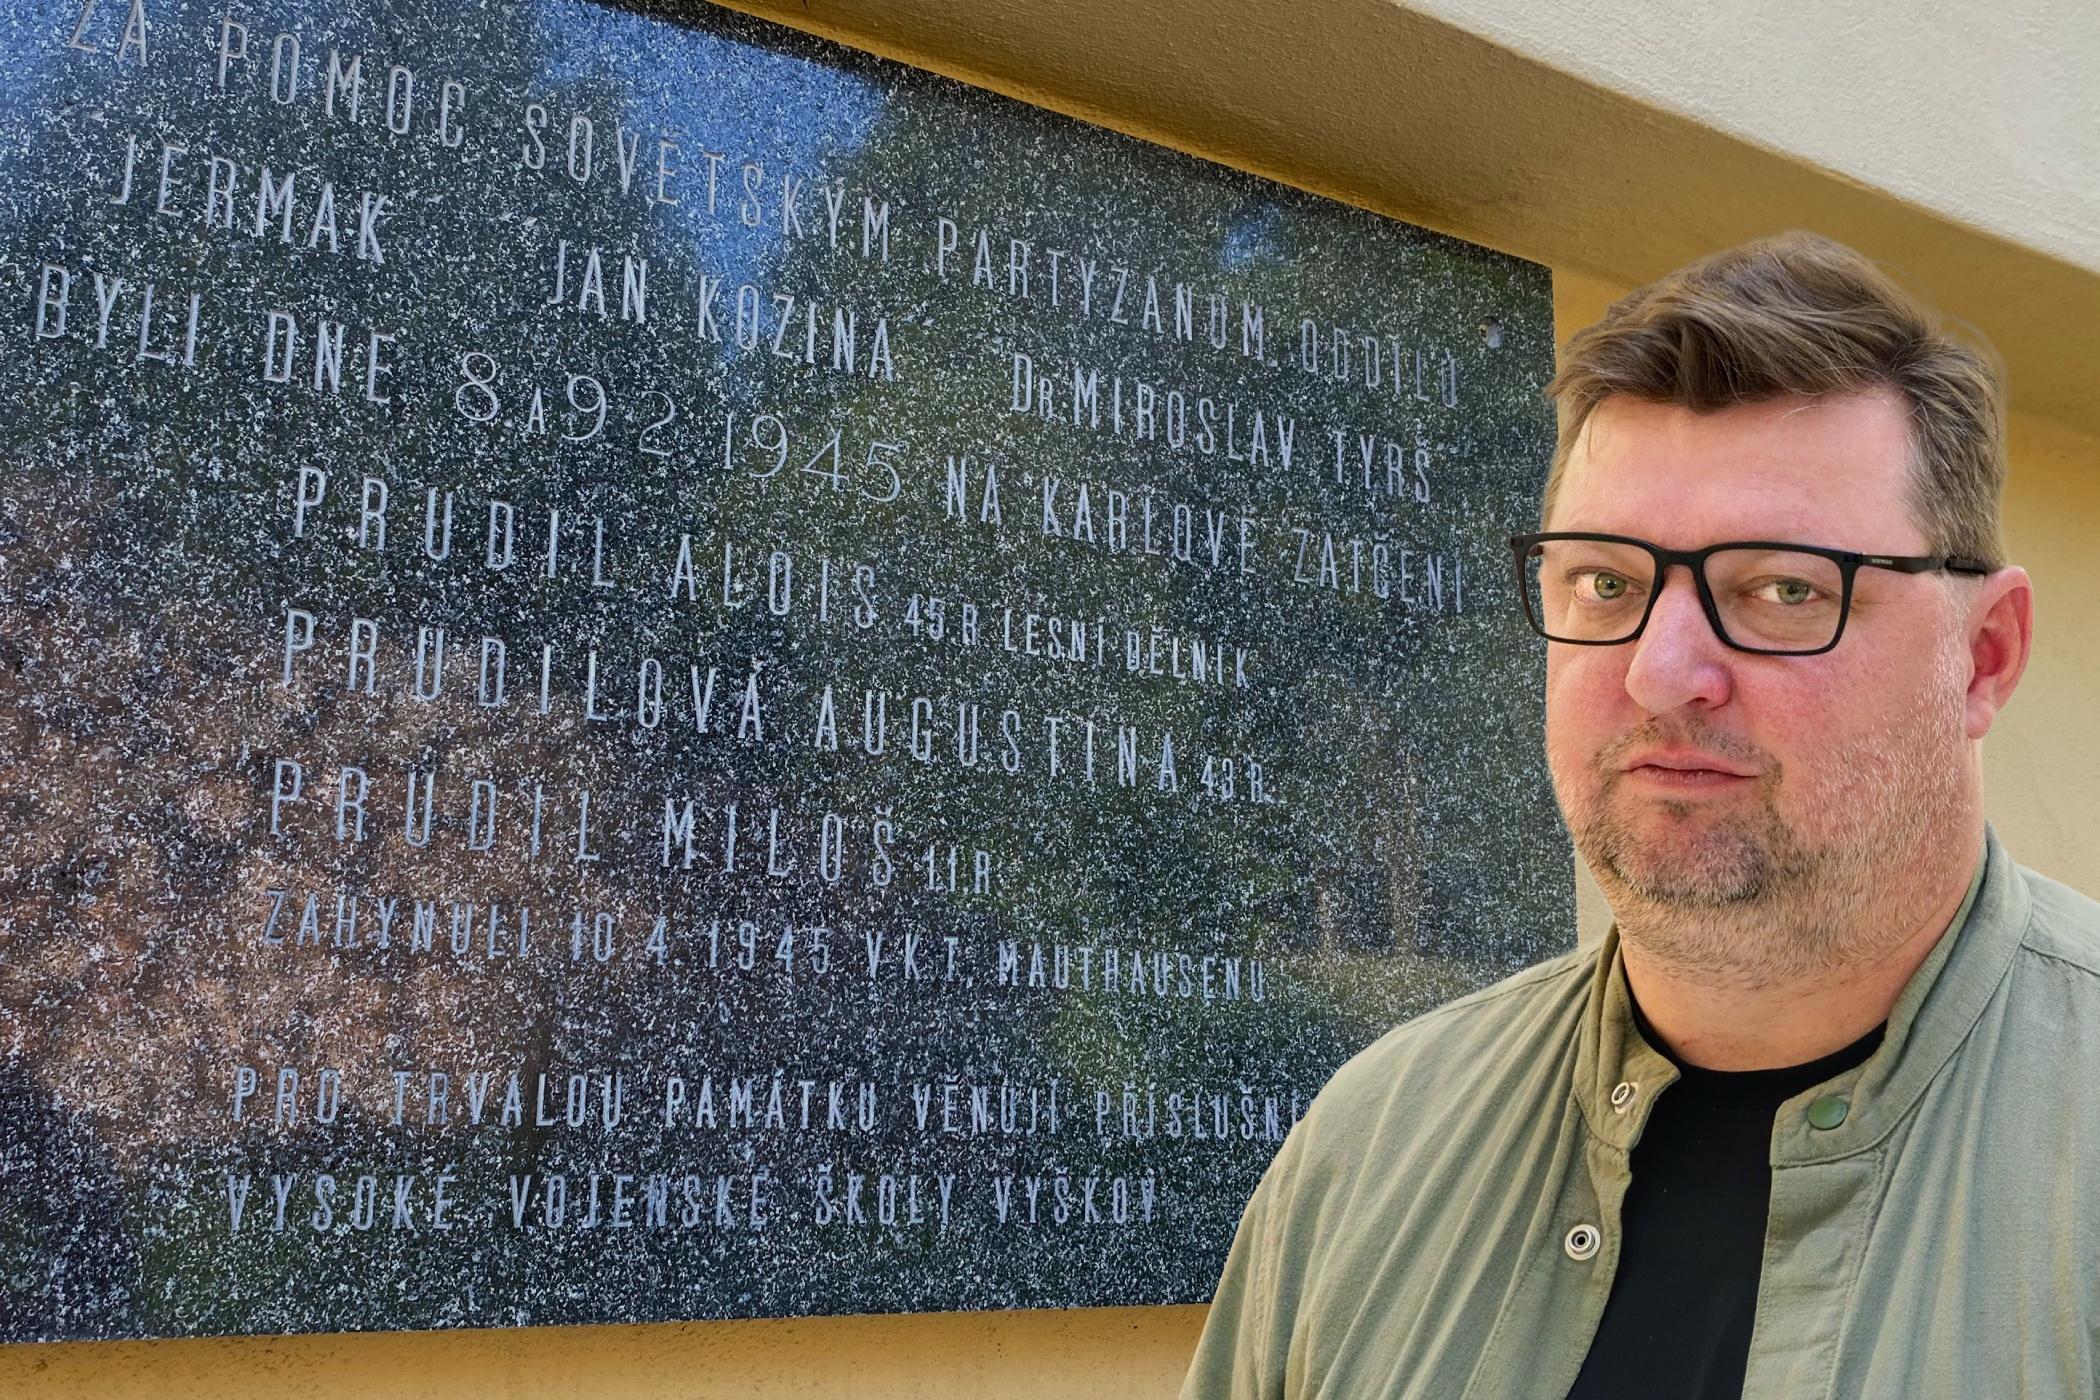 ZA POMOC SOVĚTSKÝM PARTYZÁNŮM ODDÍLŮ
"JERMAK" "JAN KOZINA" "Dr. MIROSLAV TYRŠ"
BYLI DNE 8. A 9. 2. 1945 NA KARLOVĚ ZATČENI
PRUDIL ALOIS 45 R. LESNÍ DĚLNÍK
PRUDILOVÁ AUGUSTINA 43 R.
PRUDIL MILOŠ 17 R.
ZAHYNULI 10. 4. 1945 V K.T. MAUTHAUSENU
PRO TRVALOU PAMÁTKU VĚNUJÍ PŘÍSLUŠNÍ
VYSOKÉ VOJENSKÉ ŠKOLY VYŠKOV